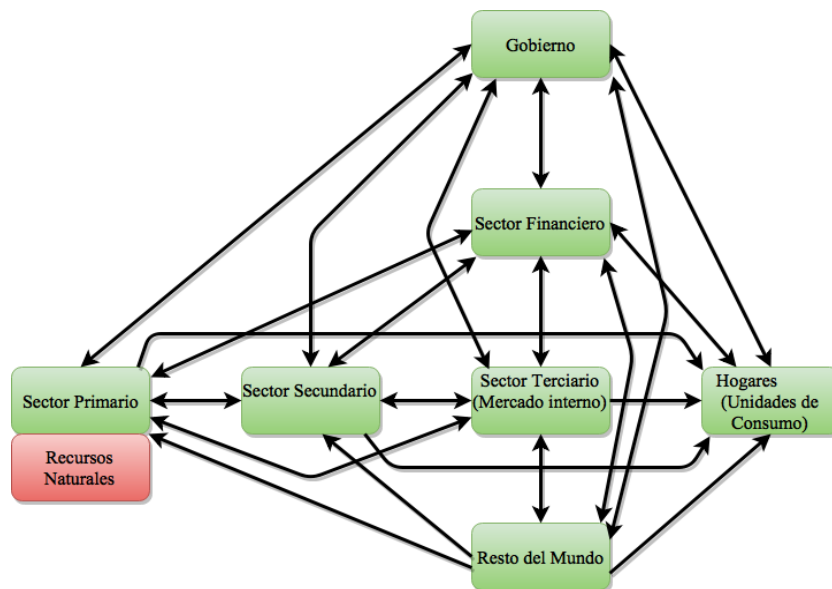 Gobierno
Sector Financiero
Sector Primario
Sector Secundario
Sector Terciario
(Mercado interno)
Hogares
(Unidades de
Consumo)
Recursos
Naturales
Resto del Mundo